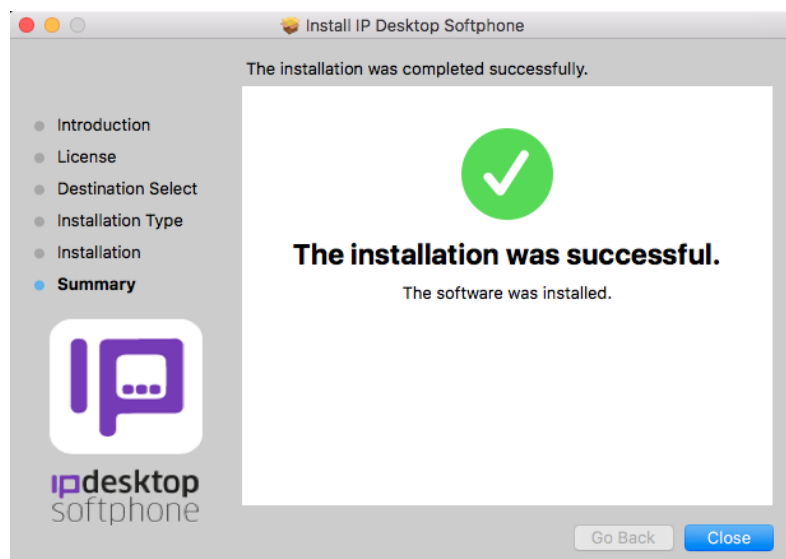 Install IP Desktop Softphone
The installation was completed successfully.
Introduction
License
Destination Select
Installation Type
Installation
Summary
The installation was successful.
The software was installed.
IP
ipdesktop
softphone
Go Back
Close